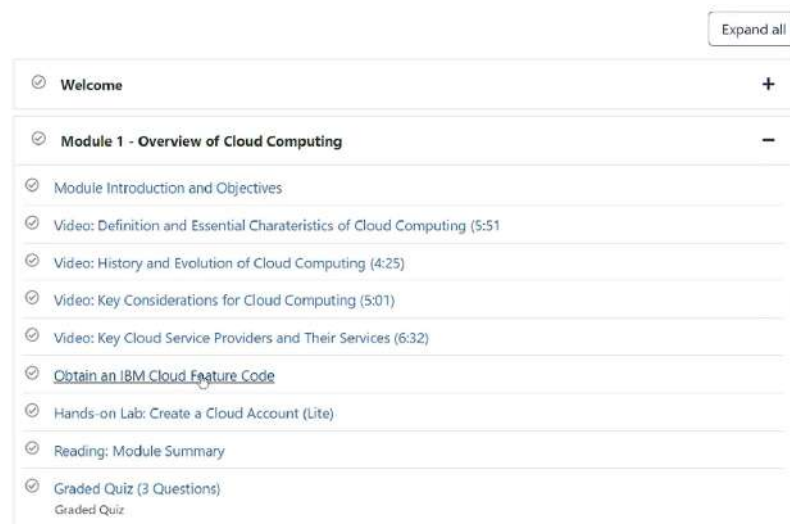 Expand all
Welcome
Module 1 - Overview of Cloud Computing
Module Introduction and Objectives
Video: Definition and Essential Charateristics of Cloud Computing (5:51
Video: History and Evolution of Cloud Computing (4:25)
Video: Key Considerations for Cloud Computing (5:01)
Video: Key Cloud Service Providers and Their Services (6:32)
Obtain an IBM Cloud Feature Code
Hands-on Lab: Create a Cloud Account (Lite)
Reading: Module Summary
Graded Quiz (3 Questions)
Graded Quiz